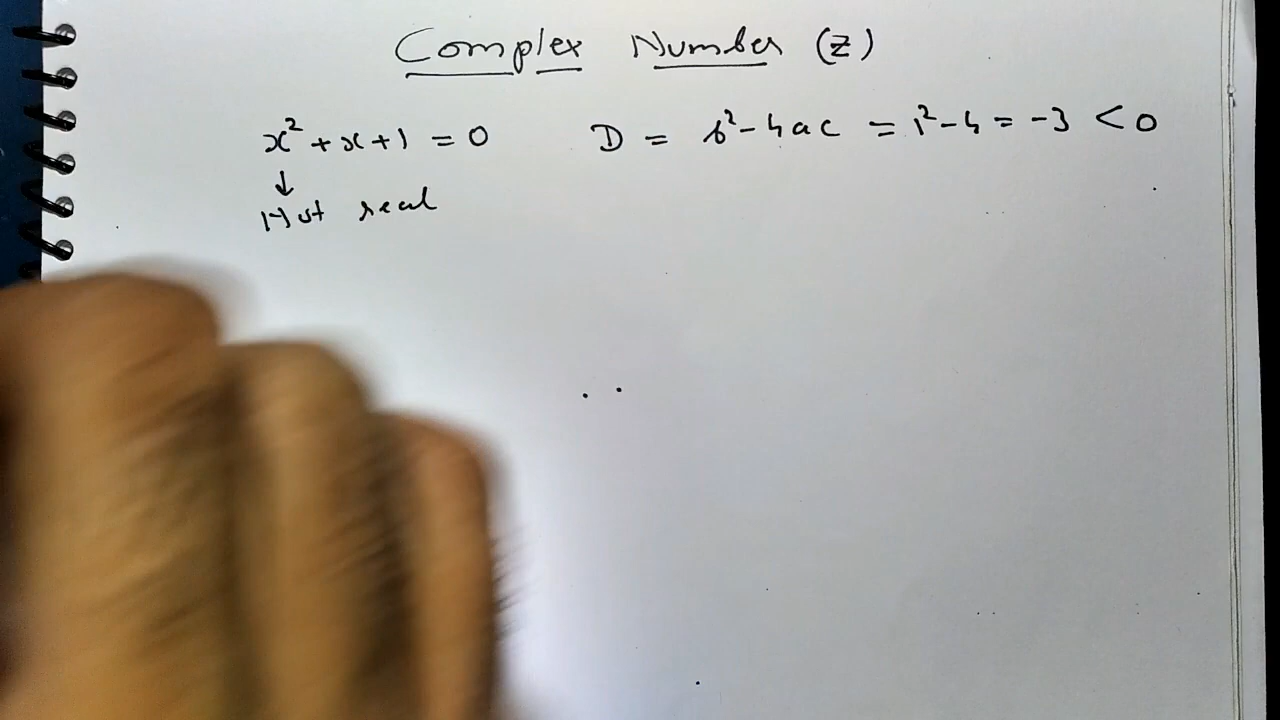 Complex Number (z)
x² + x + 1 = 0 D = b² - 4ac = 1² - 4 = -3 < 0
↓
Not real